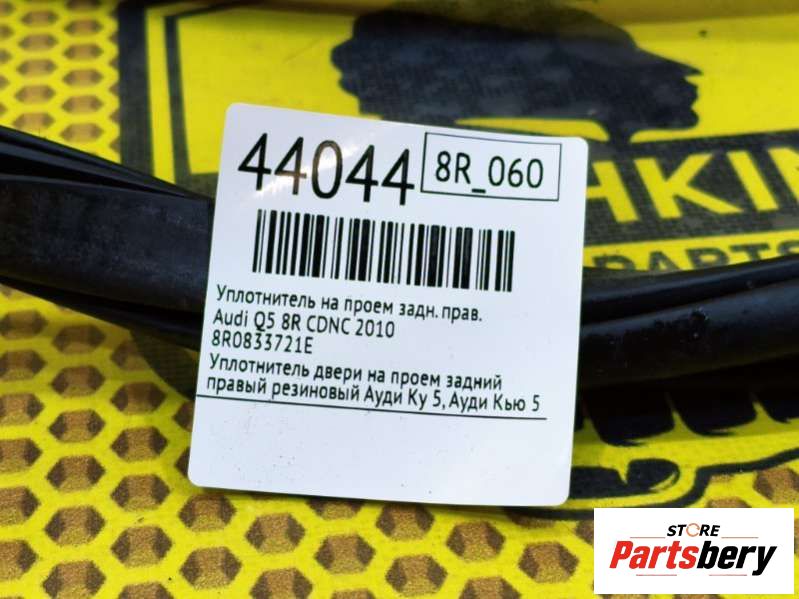 44044
8R_060
Уплотнитель на проем задн. прав.
Audi Q5 8R CDNC 2010
8R0833721E
Уплотнитель двери на проем задний
правый резиновый Ауди Ку 5, Ауди Кью 5
STORE
Partsbery